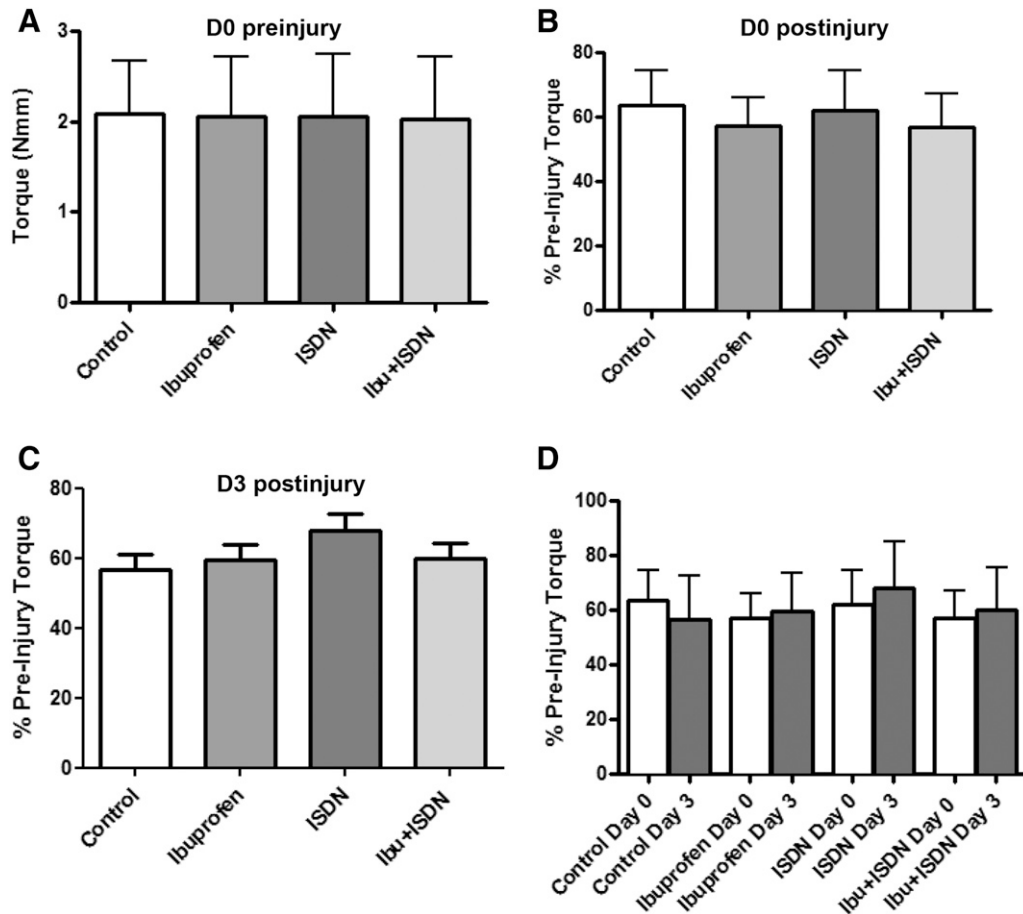 A
D0 preinjury
Torque (Nmm)
3
2
1
0
Control
Ibuprofen
ISDN
Ibu+ISDN
B
D0 postinjury
% Pre-Injury Torque
80
60
40
20
0
Control
Ibuprofen
ISDN
Ibu+ISDN
C
D3 postinjury
% Pre-Injury Torque
80
60
40
20
0
Control
Ibuprofen
ISDN
Ibu+ISDN
D
% Pre-Injury Torque
100
80
60
40
20
0
Control Day 0
Control Day 3
Ibuprofen Day 0
Ibuprofen Day 3
ISDN Day 0
ISDN Day 3
Ibu+ISDN Day 0
Ibu+ISDN Day 3